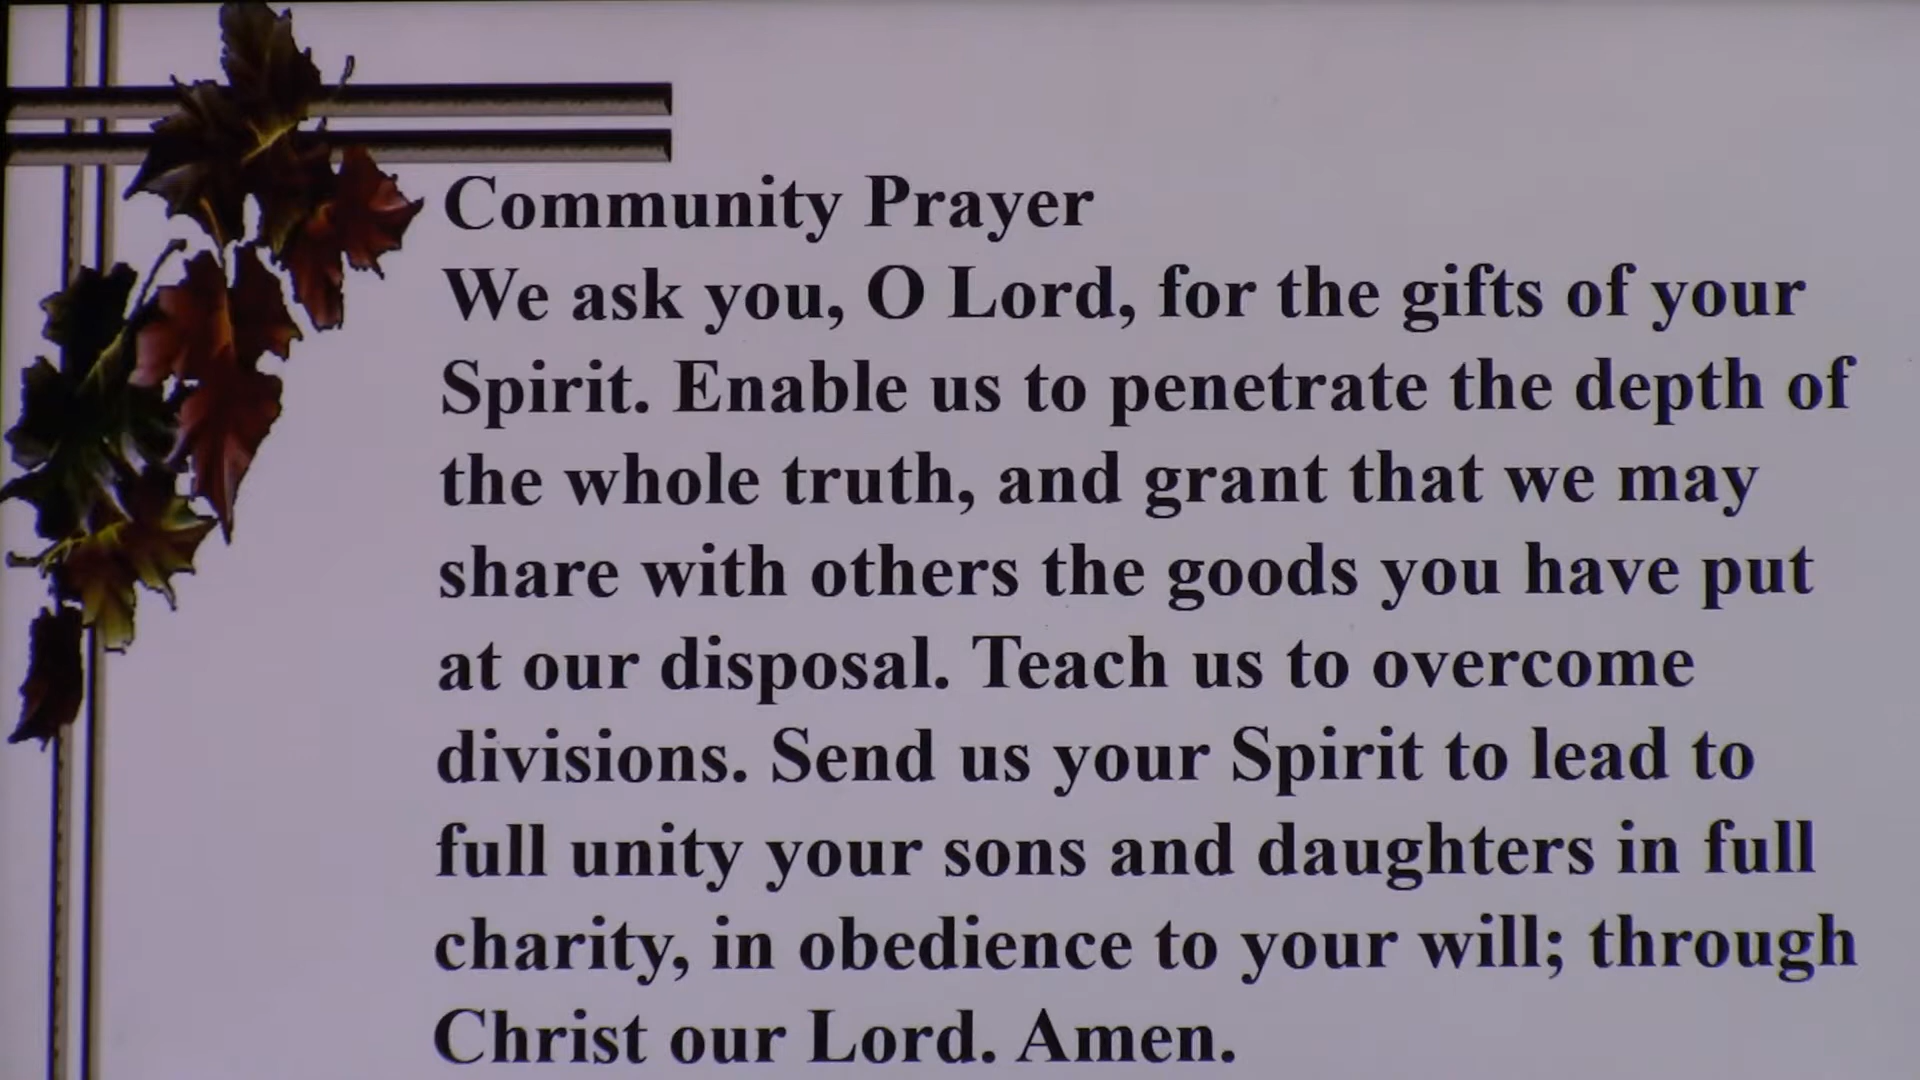 Community Prayer
We ask you, O Lord, for the gifts of your
Spirit. Enable us to penetrate the depth of
the whole truth, and grant that we may
share with others the goods you have put
at our disposal. Teach us to overcome
divisions. Send us your Spirit to lead to
full unity your sons and daughters in full
charity, in obedience to your will; through
Christ our Lord. Amen.